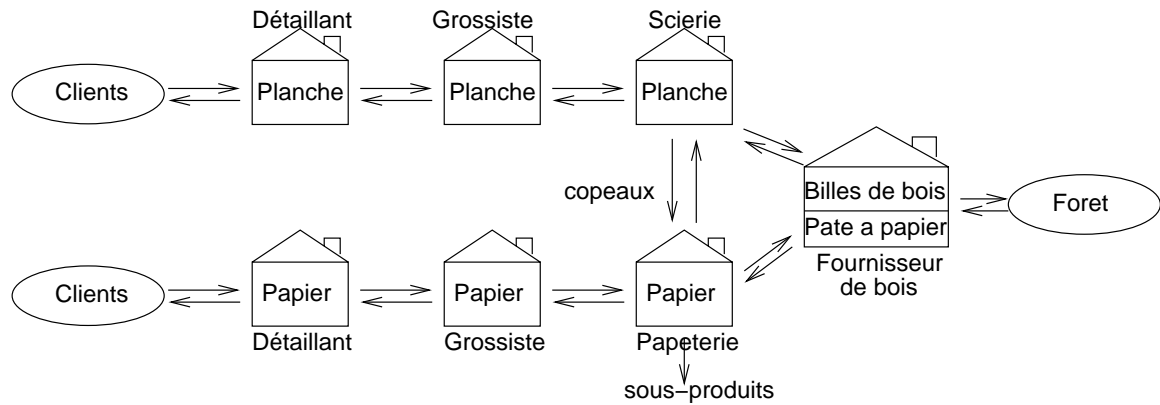 Détaillant
Grossiste
Scierie
Clients
Planche
Planche
Planche
copeaux
Billes de bois
Pate a papier
Foret
Fournisseur
de bois
Clients
Papier
Papier
Papier
Détaillant
Grossiste
Papeterie
sous-produits